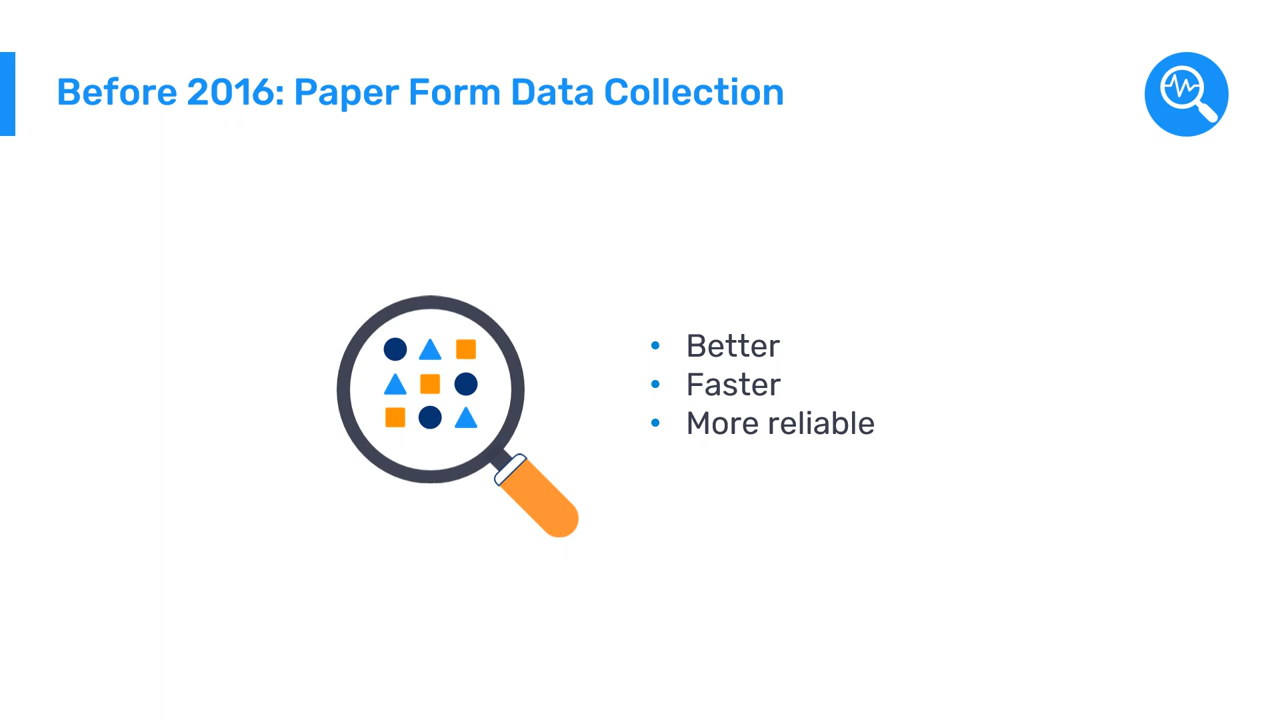 Before 2016: Paper Form Data Collection
• Better
• Faster
• More reliable